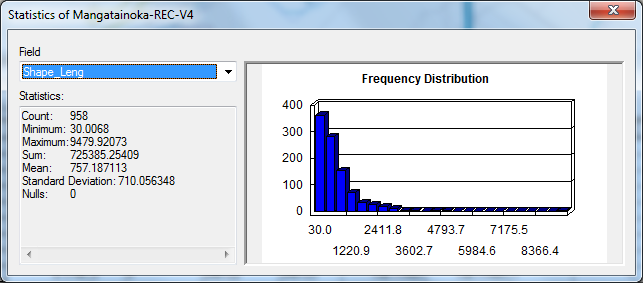 Statistics of Mangatainoka-REC-V4
Field
Shape_Leng
Statistics:
Count: 958
Minimum: 30.0068
Maximum: 9479.92073
Sum: 725385.25409
Mean: 757.187113
Standard Deviation: 710.056348
Nulls: 0
Frequency Distribution
400
300
200
100
0
30.0 2411.8 4793.7 7175.5
1220.9 3602.7 5984.6 8366.4